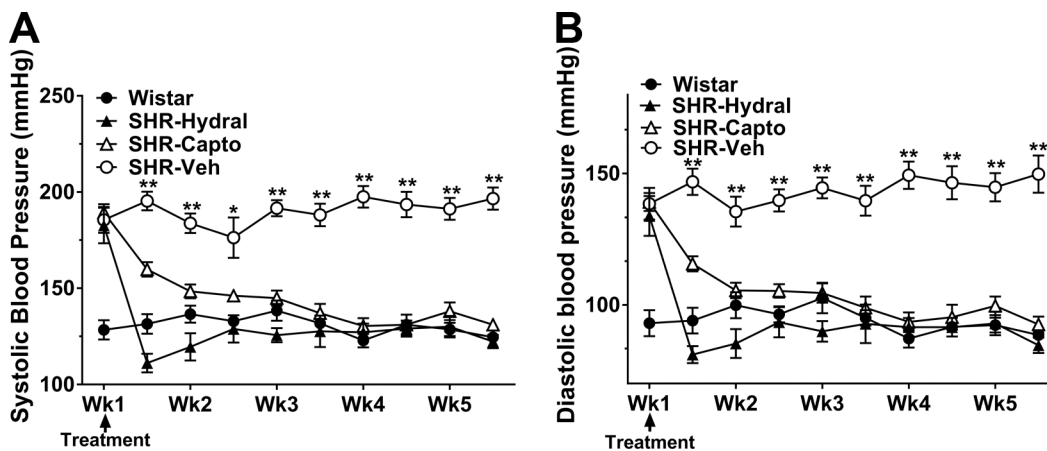 A
Systolic Blood Pressure (mmHg)
250
200
150
100
Wistar
SHR-Hydral
SHR-Capto
SHR-Veh
** ** * ** ** ** ** ** **
Wk1 Wk2 Wk3 Wk4 Wk5
Treatment
B
Diastolic blood pressure (mmHg)
150
100
Wistar
SHR-Hydral
SHR-Capto
SHR-Veh
** ** ** ** ** ** ** ** **
Wk1 Wk2 Wk3 Wk4 Wk5
Treatment